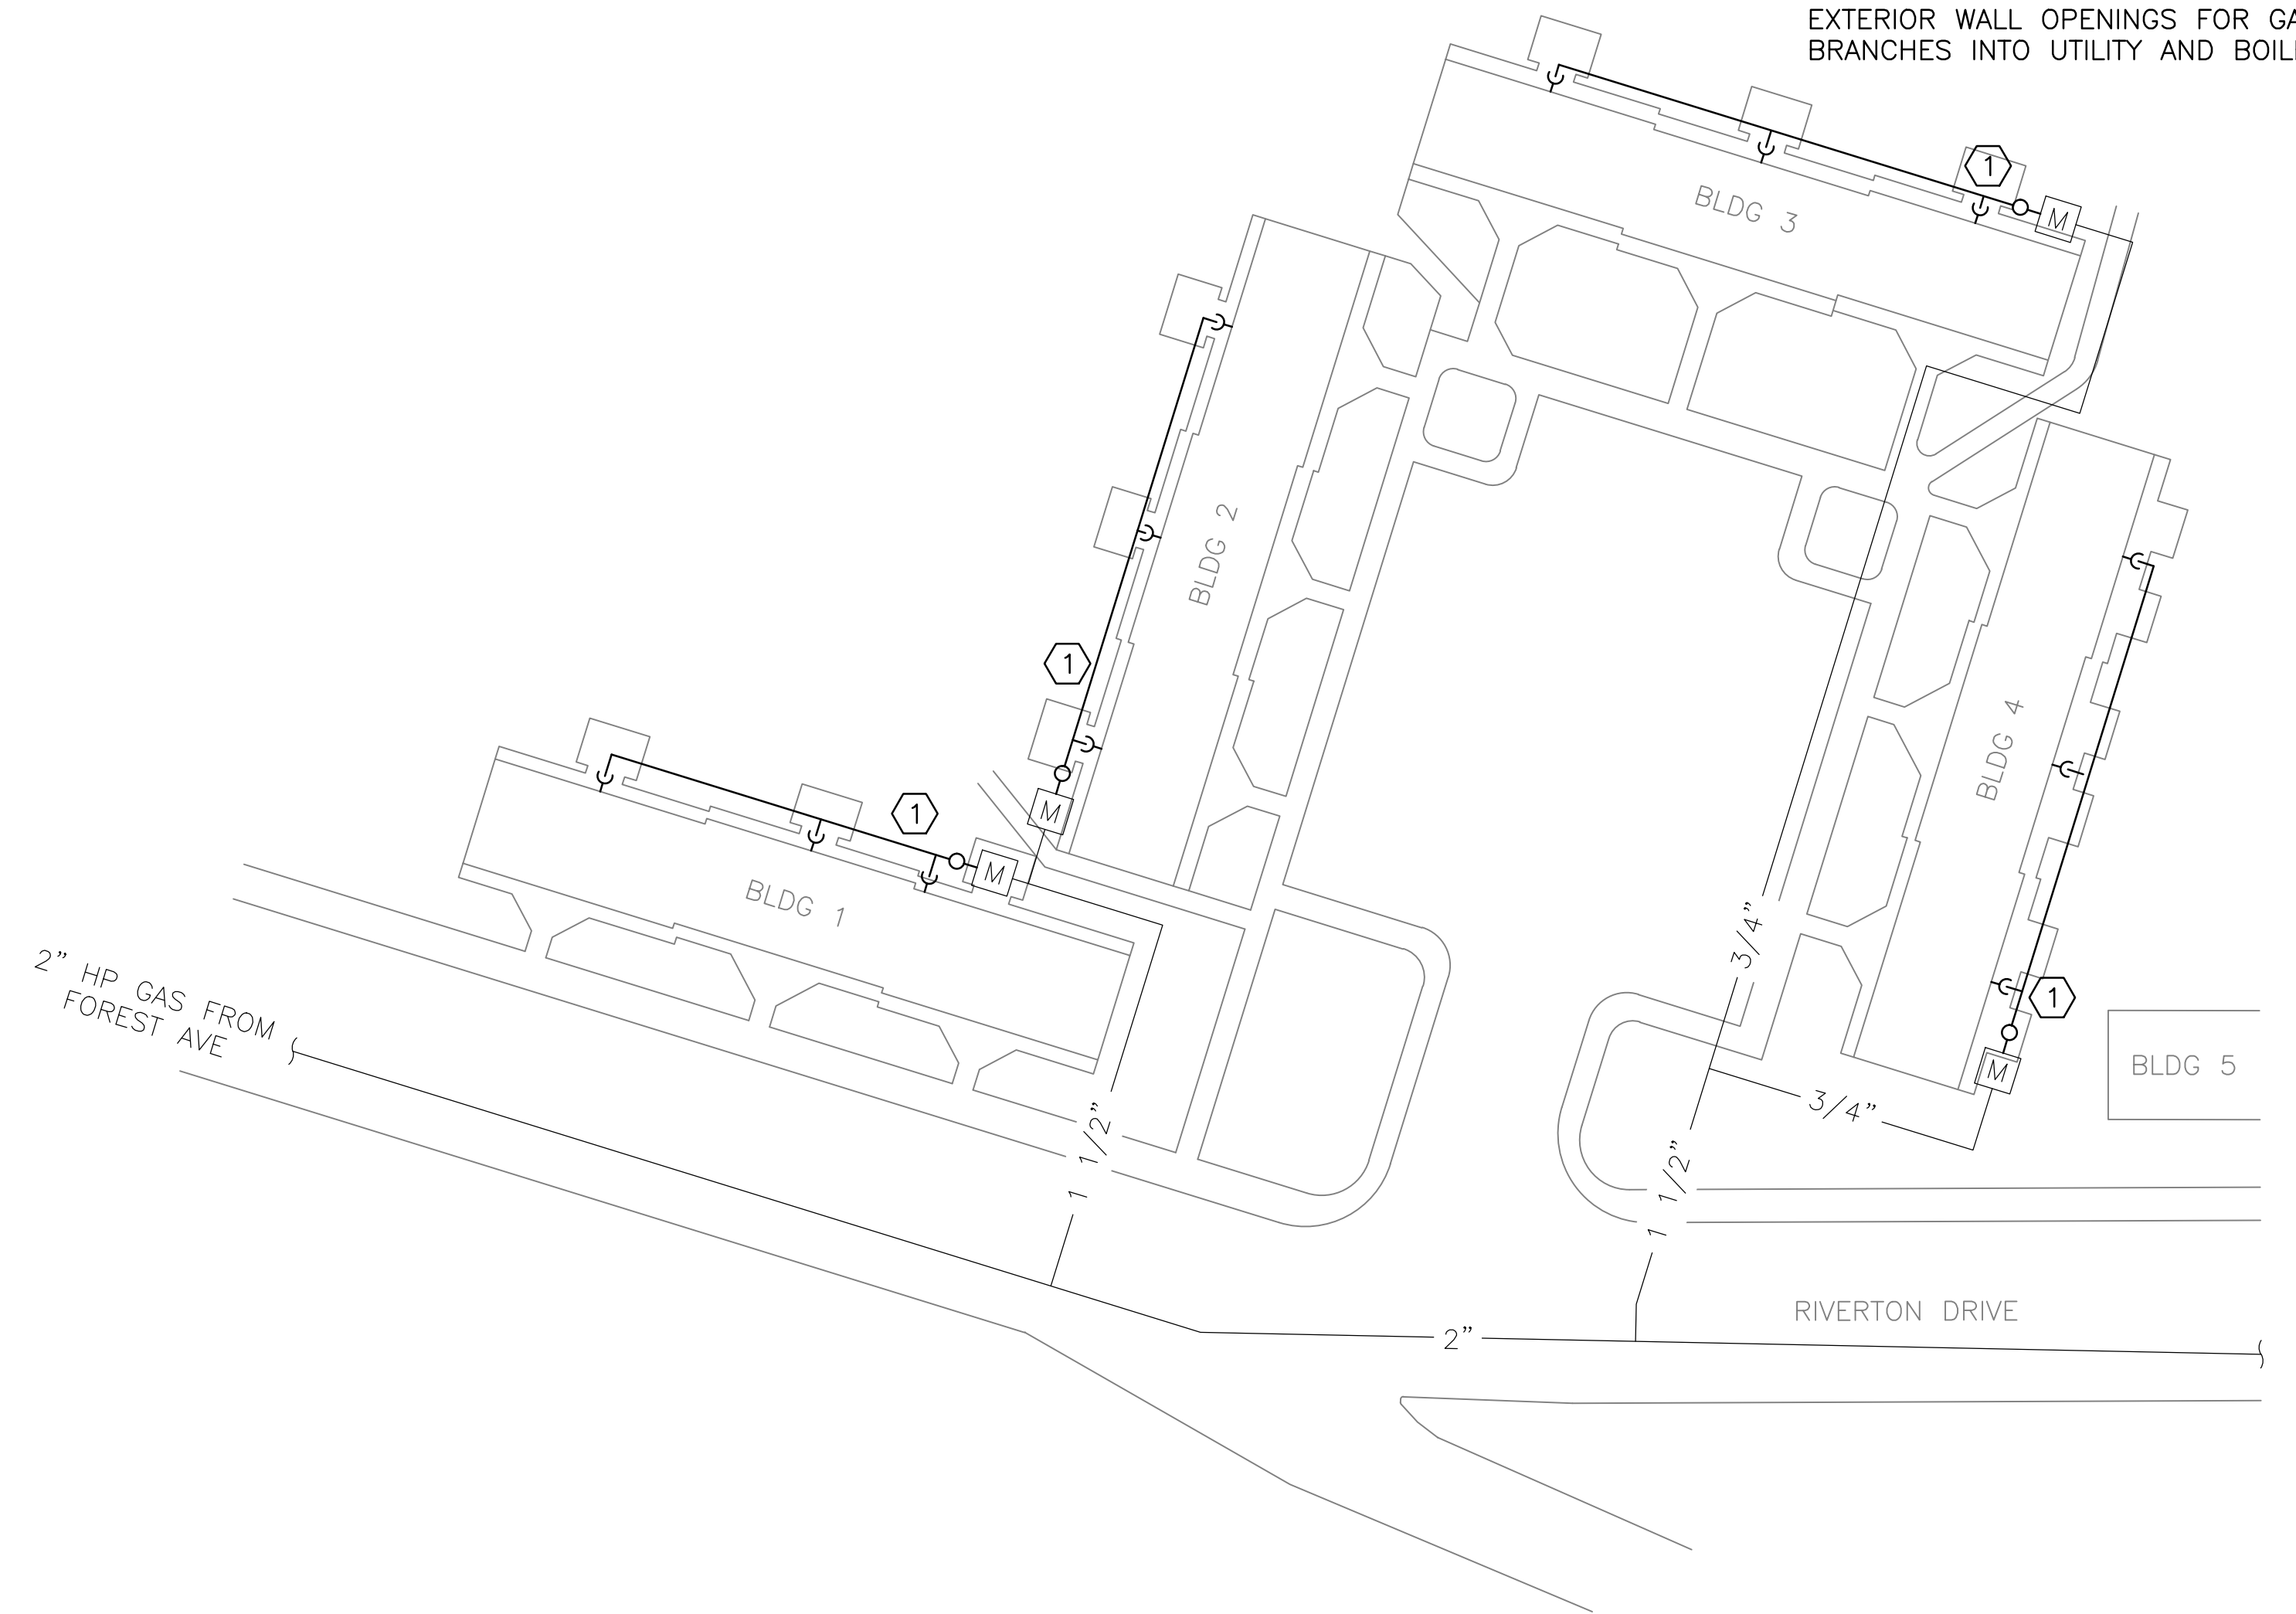 EXTERIOR WALL OPENINGS FOR
BRANCHES INTO UTILITY AND
1
M
BLDG 3
BLDG 2
1
M
1
M
BLDG 1
BLDG 4
3/4"
1
M
BLDG 5
2" HP GAS FROM
FOREST AVE
1 1/2"
3/4"
1 1/2"
RIVERTON DRIVE
2"